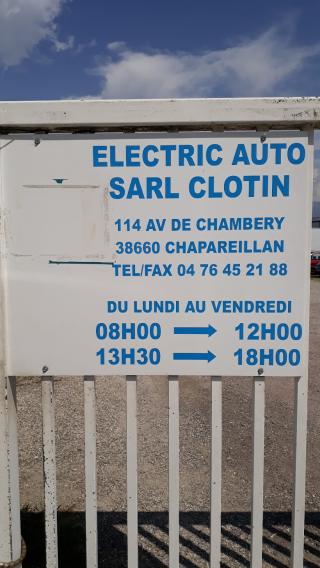 ELECTRIC AUTO
SARL CLOTIN
114 AV DE CHAMBERY
38660 CHAPAREILLAN
TEL/FAX 04 76 45 21 88
DU LUNDI AU VENDREDI
08H00 → 12H00
13H30 → 18H00